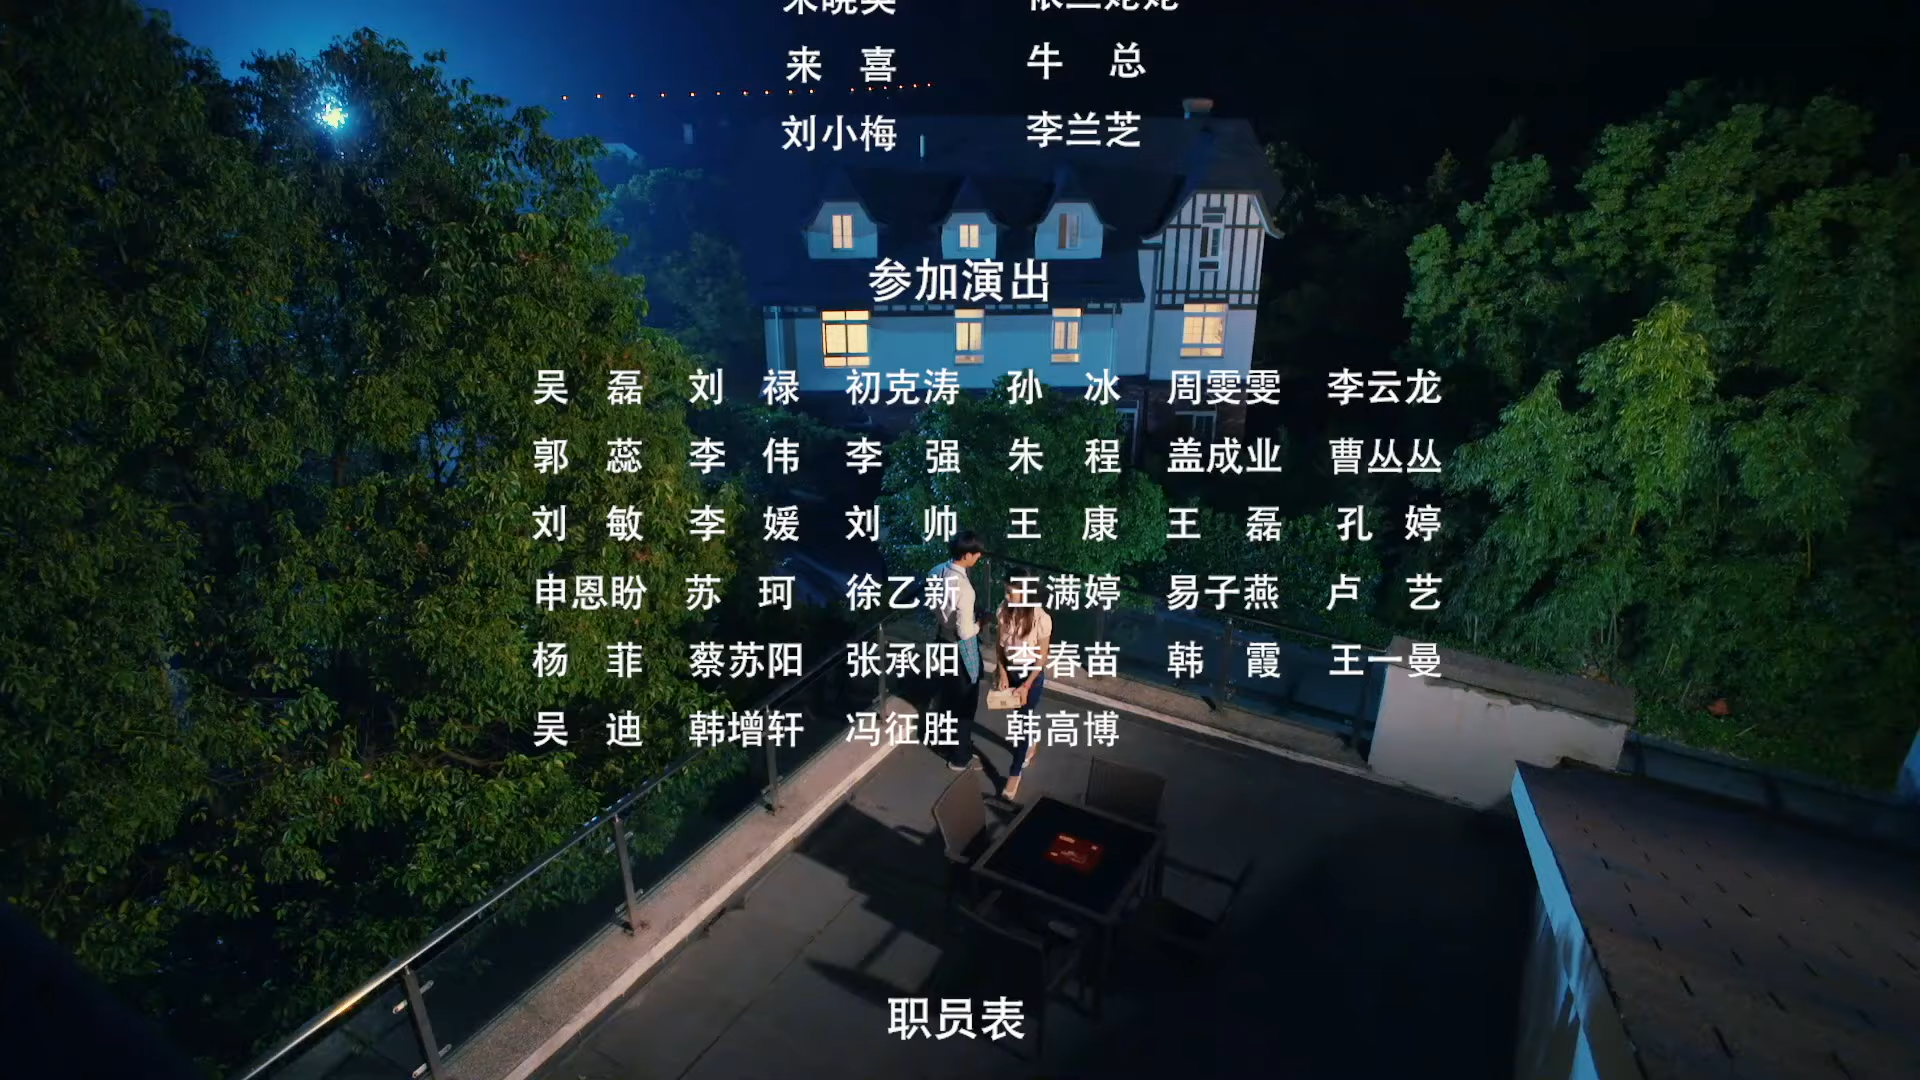 来　喜　牛　总
刘小梅　李兰芝
参加演出
吴　磊　刘　禄　初克涛　孙　冰　周雯雯　李云龙
郭　蕊　李　伟　李　强　朱　程　盖成业　曹丛丛
刘　敏　李　媛　刘　帅　王　康　王　磊　孔　婷
申恩盼　苏　珂　徐乙新　王满婷　易子燕　卢　艺
杨　菲　蔡苏阳　张承阳　李春苗　韩　霞　王一曼
吴　迪　韩增轩　冯征胜　韩高博
职员表